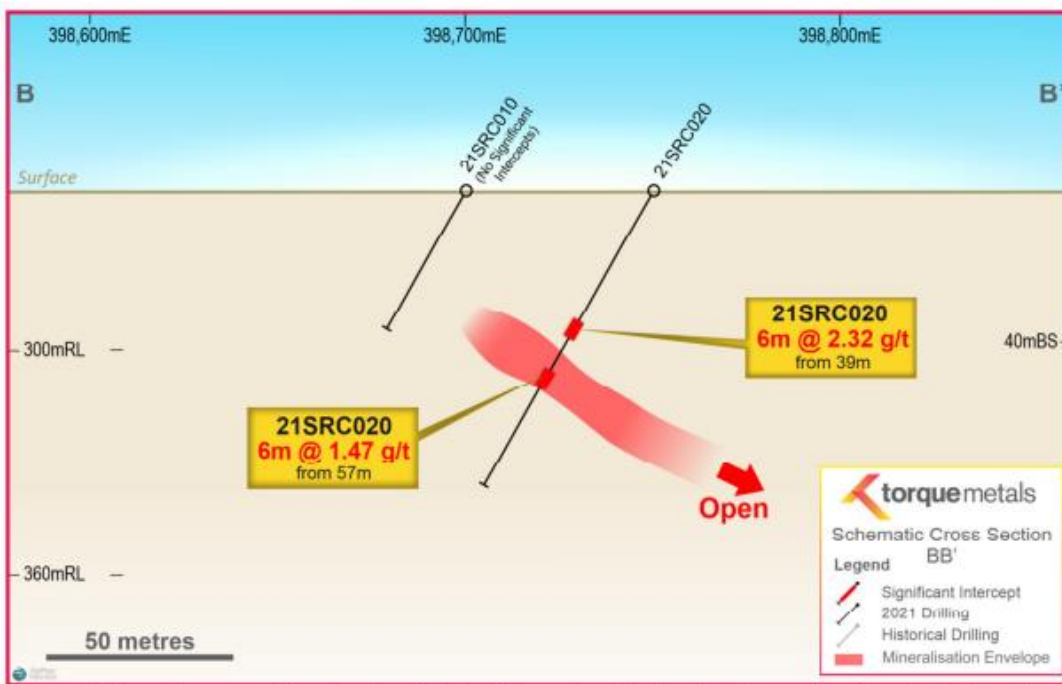 398,600mE
398,700mE
398,800mE
B
B'
21SRC010
(No Significant
Intercepts)
21SRC020
Surface
21SRC020
6m @ 2.32 g/t
from 39m
300mRL
40mBS
21SRC020
6m @ 1.47 g/t
from 57m
Open
360mRL
50 metres
torquemetals
Schematic Cross Section
BB'
Legend
Significant Intercept
2021 Drilling
Historical Drilling
Mineralisation Envelope